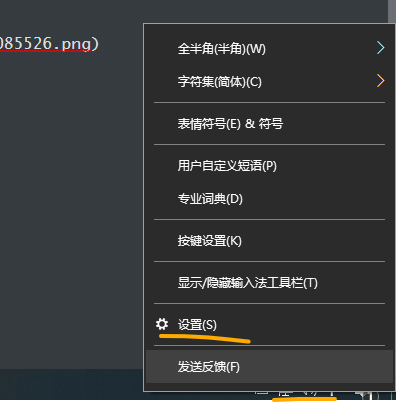 085526.png)
全半角(半角)(W)
字符集(简体)(C)
表情符号(E) & 符号
用户自定义短语(P)
专业词典(D)
按键设置(K)
显示/隐藏输入法工具栏(T)
设置(S)
发送反馈(F)